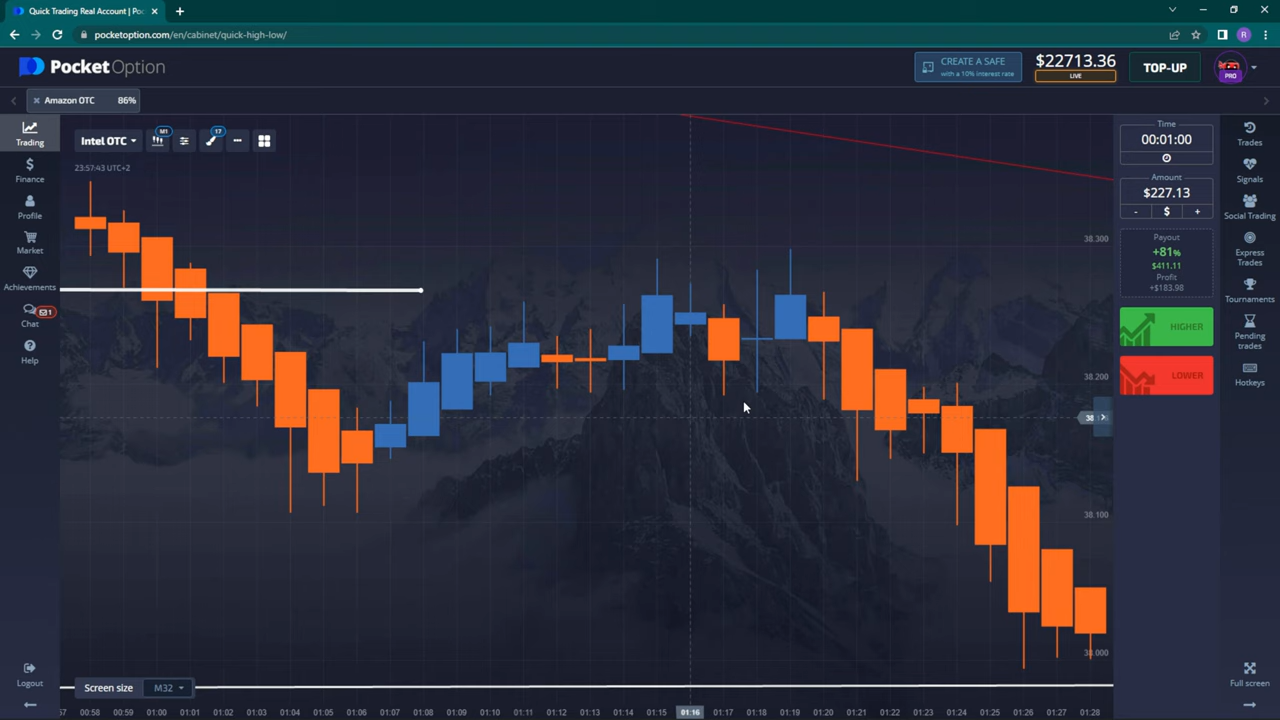 Quick Trading Real Account | Poc
pocketoption.com/en/cabinet/quick-high-low/
R
PocketOption
CREATE A SAFE
with a 10% interest rate
$22713.36
LIVE
TOP-UP
PRO
Amazon OTC 86%
Trading
Finance
Profile
Market
Achievements
Chat
1
Help
Logout
Intel OTC
M1
17
23:57:43 UTC+2
38.300
38.200
38.100
38.000
Time
00:01:00
Amount
$227.13
- $ +
Payout
+81%
$411.11
Profit
+$183.98
HIGHER
LOWER
Trades
Signals
Social Trading
Express
Trades
Tournaments
Pending
trades
Hotkeys
Full screen
Screen size M32
57 00:58 00:59 01:00 01:01 01:02 01:03 01:04 01:05 01:06 01:07 01:08 01:09 01:10 01:11 01:12 01:13 01:14 01:15 01:16 01:17 01:18 01:19 01:20 01:21 01:22 01:23 01:24 01:25 01:26 01:27 01:28